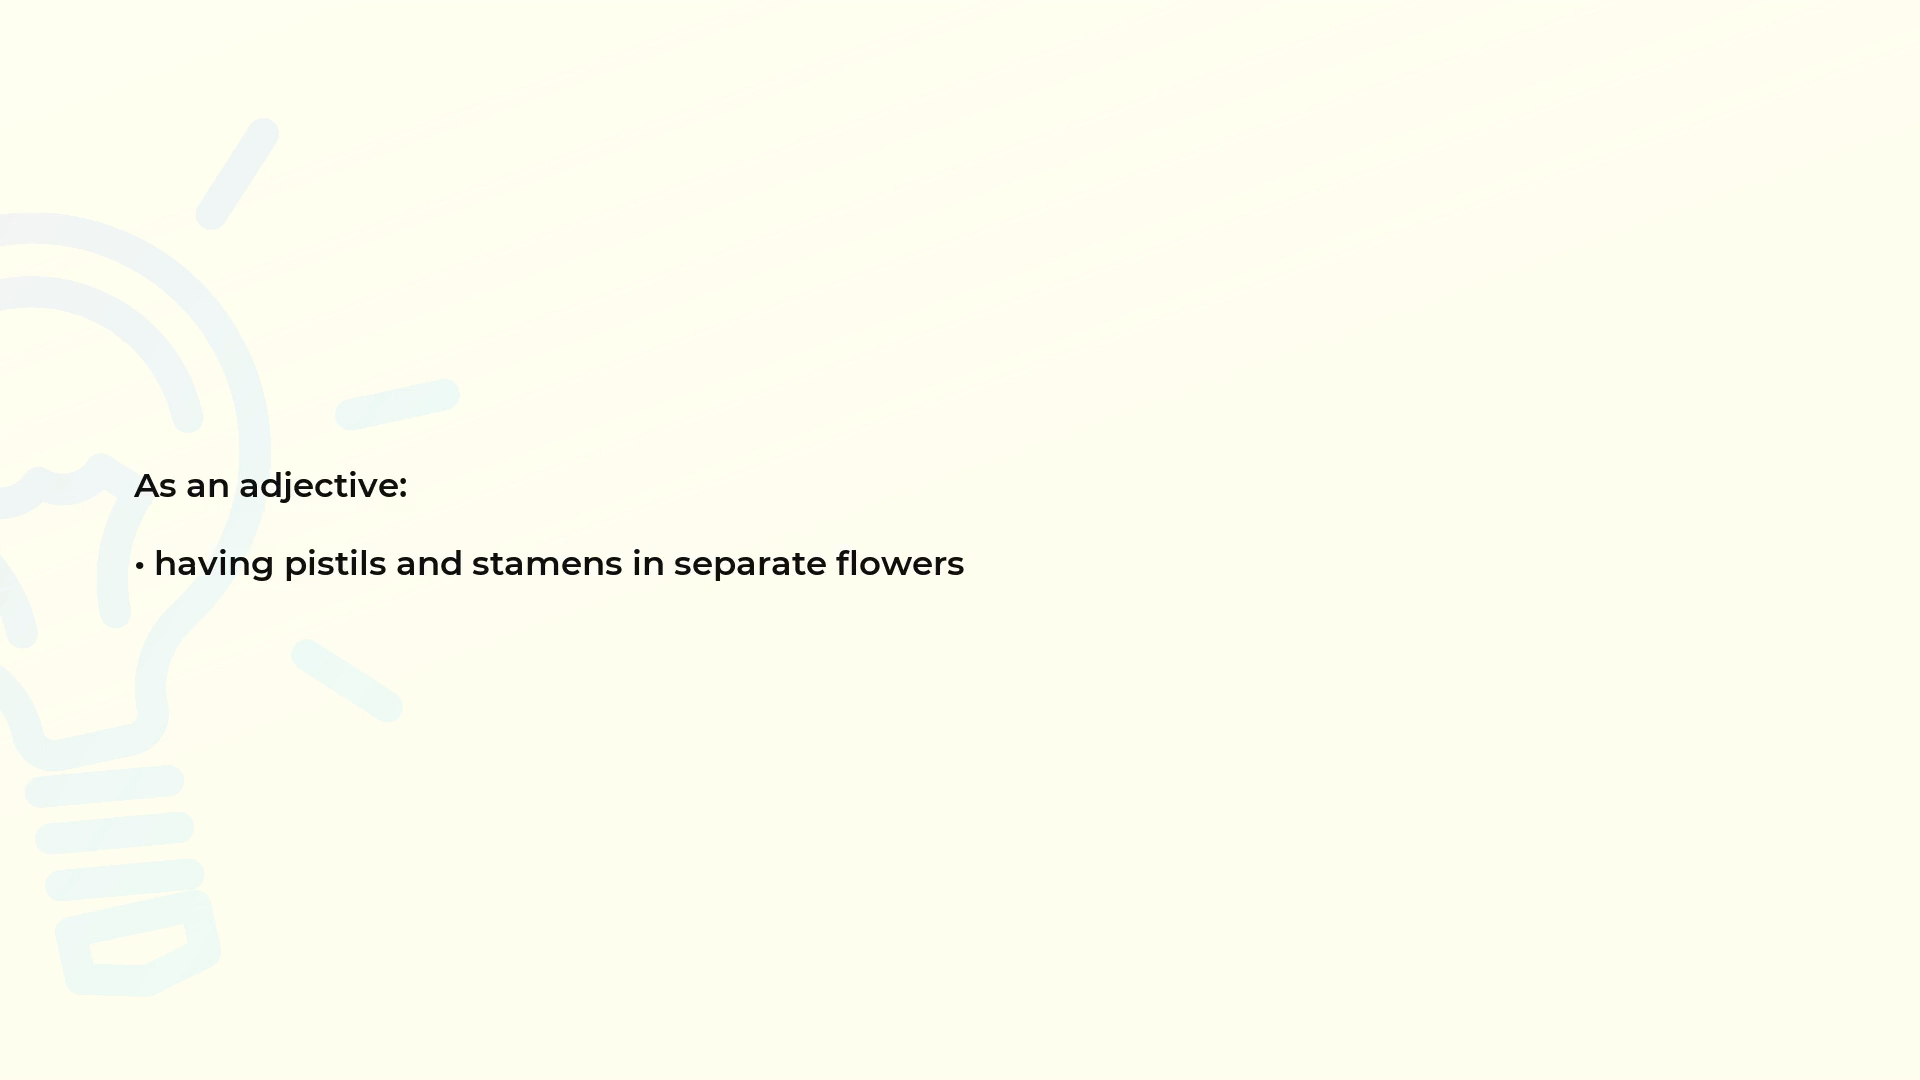 As an adjective:
• having pistils and stamens in separate flowers